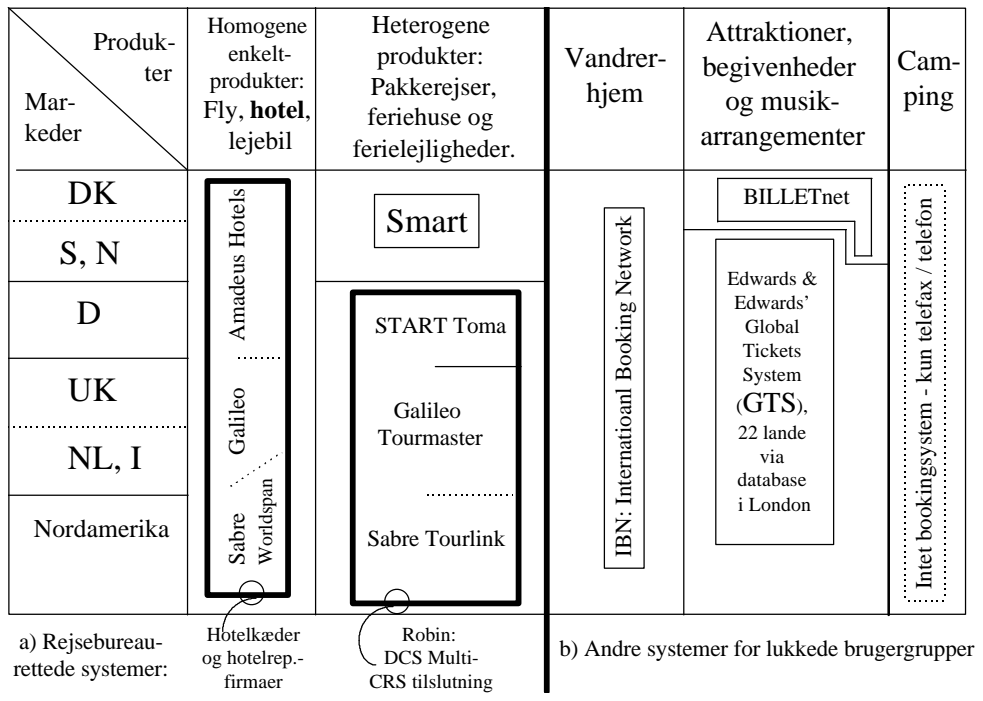 Produk-
ter
Mar-
keder
Homogene
enkelt-
produkter:
Fly, hotel,
lejebil
Heterogene
produkter:
Pakkerejser,
feriehuse og
ferielejligheder.
Vandrer-
hjem
Attraktioner,
begivenheder
og musik-
arrangementer
Cam-
ping
DK
S, N
D
UK
NL, I
Nordamerika
Amadeus Hotels
Galileo
Sabre
Worldspan
Smart
START Toma
Galileo
Tourmaster
Sabre Tourlink
IBN: Internatioanl Booking Network
BILLETnet
Edwards &
Edwards’
Global
Tickets
System
(GTS),
22 lande
via
database
i London
Intet bookingsystem - kun telefax / telefon
a) Rejsebureau-
rettede systemer:
Hotelkæder
og hotelrep.-
firmaer
Robin:
DCS Multi-
CRS tilslutning
b) Andre systemer for lukkede brugergrupper